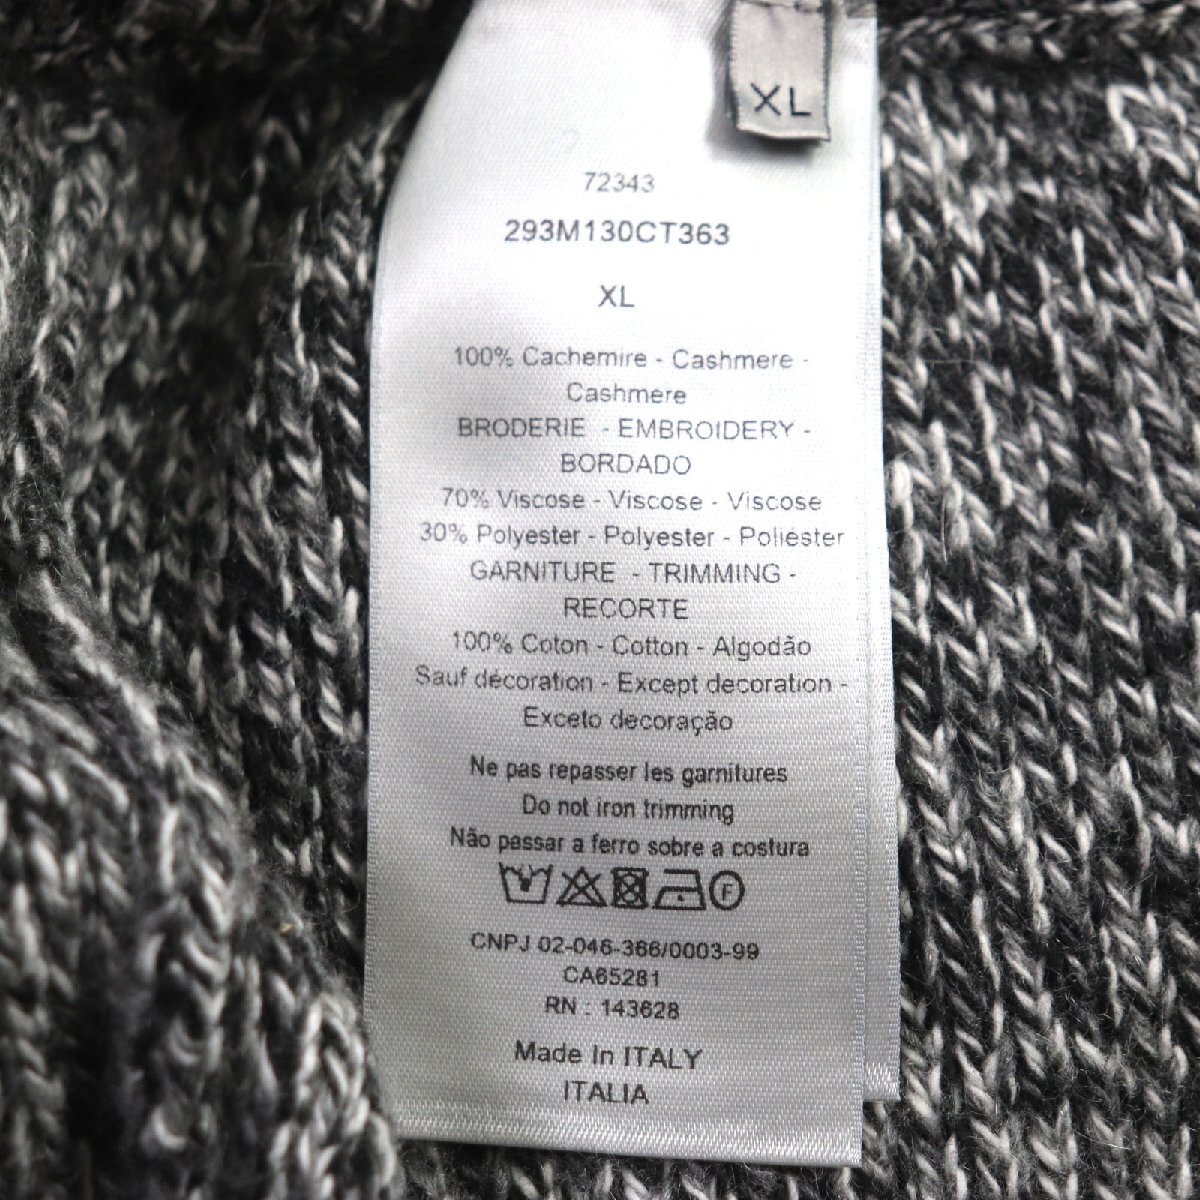 XL
72343
293M130CT363
XL
100% Cachemire - Cashmere -
Cashmere
BRODERIE - EMBROIDERY -
BORDADO
70% Viscose - Viscose - Viscose
30% Polyester - Polyester - Poliéster
GARNITURE - TRIMMING -
RECORTE
100% Coton - Cotton - Algodão
Sauf décoration - Except decoration -
Exceto decoração
Ne pas repasser les garnitures
Do not iron trimming
Não passar a ferro sobre a costura
F
CNPJ 02-046-366/0003-99
CA65281
RN : 143628
Made In ITALY
ITALIA